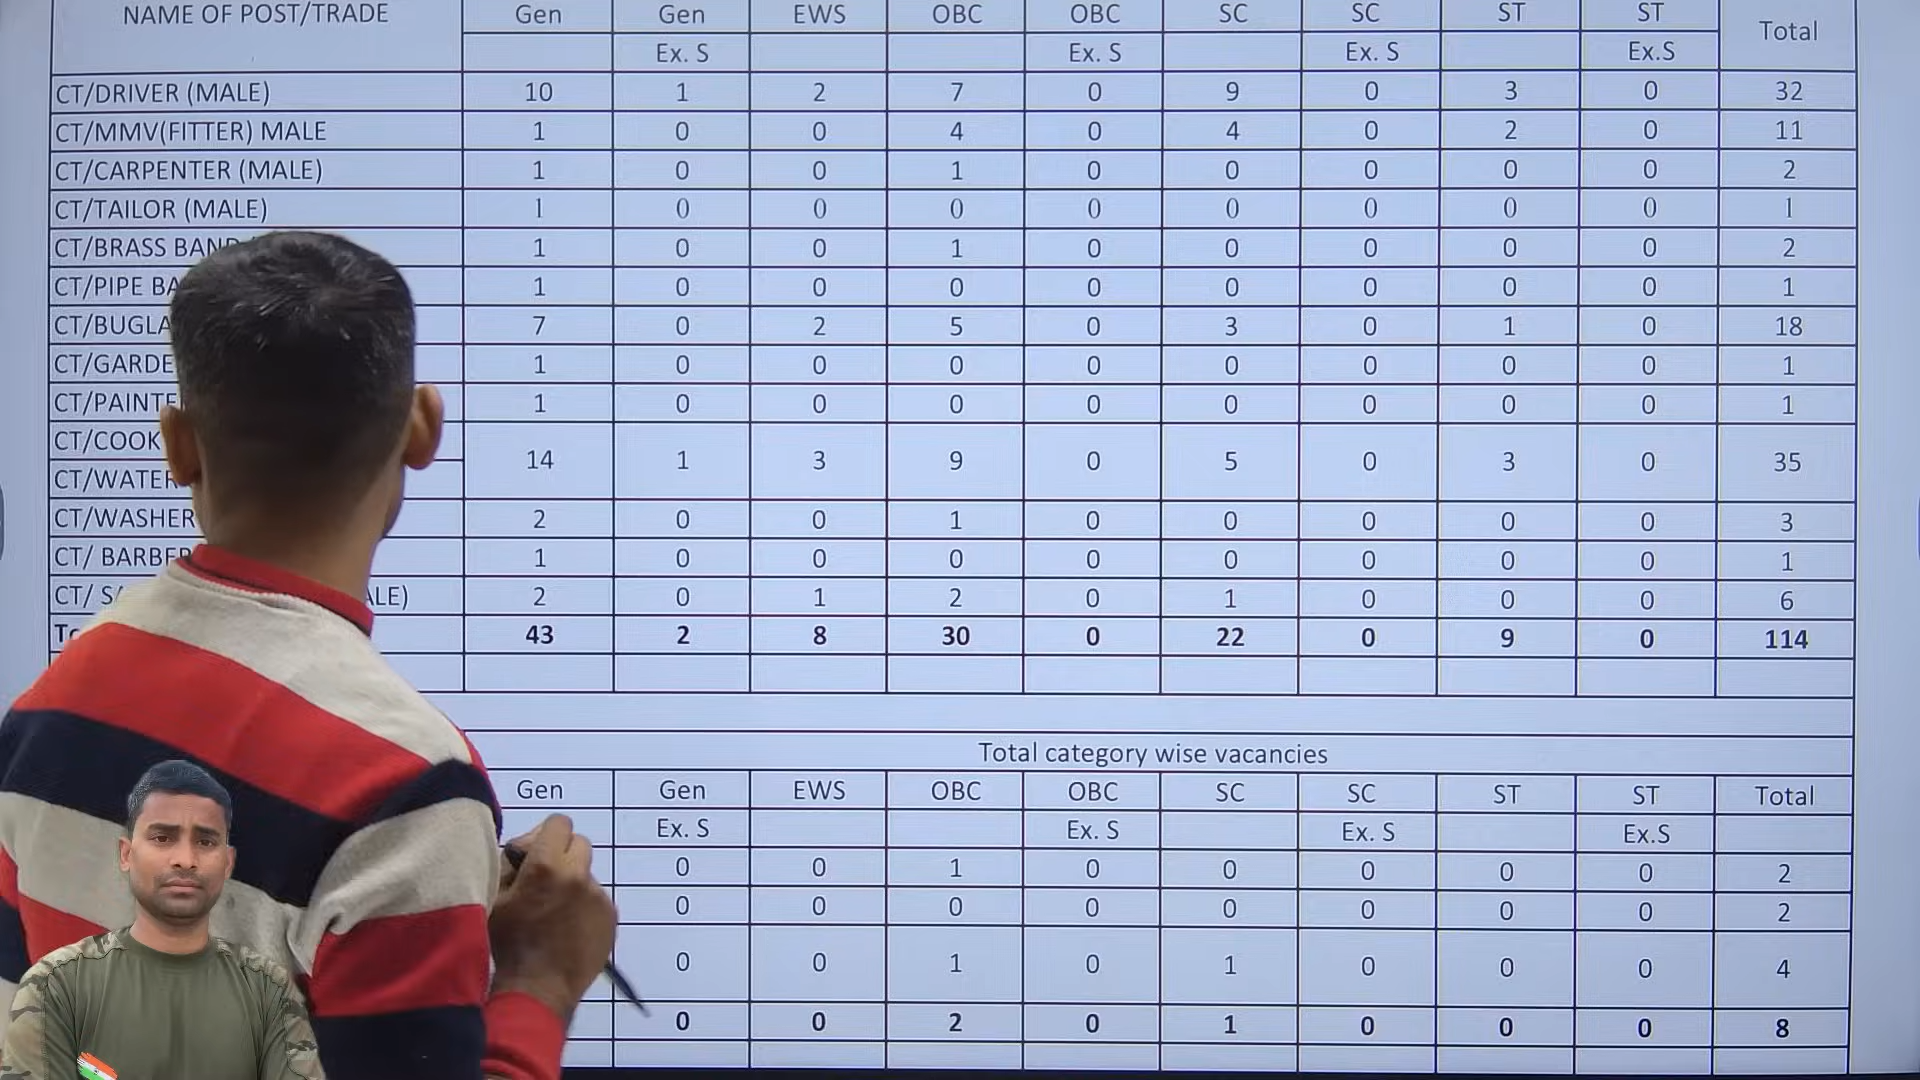 NAME OF POST/TRADE Gen Gen EWS OBC OBC SC SC ST ST Total
Ex. S Ex. S Ex. S Ex.S
CT/DRIVER (MALE) 10 1 2 7 0 9 0 3 0 32
CT/MMV(FITTER) MALE 1 0 0 4 0 4 0 2 0 11
CT/CARPENTER (MALE) 1 0 0 1 0 0 0 0 0 2
CT/TAILOR (MALE) 1 0 0 0 0 0 0 0 0 1
CT/BRASS BAND 1 0 0 1 0 0 0 0 0 2
CT/PIPE 1 0 0 0 0 0 0 0 0 1
7 0 2 5 0 3 0 1 0 18
1 0 0 0 0 0 0 0 0 1
1 0 0 0 0 0 0 0 0 1
CT/COOK 14 1 3 9 0 5 0 3 0 35
CT/WATER
2 0 0 1 0 0 0 0 0 3
CT/ BARBER 1 0 0 0 0 0 0 0 0 1
CT/ 2 0 1 2 0 1 0 0 0 6
43 2 8 30 0 22 0 9 0 114
Total category wise vacancies
Gen Gen EWS OBC OBC SC SC ST ST Total
Ex. S Ex. S Ex. S Ex.S
0 0 1 0 0 0 0 0 2
0 0 0 0 0 0 0 0 2
0 0 1 0 1 0 0 0 4
0 0 2 0 1 0 0 0 8